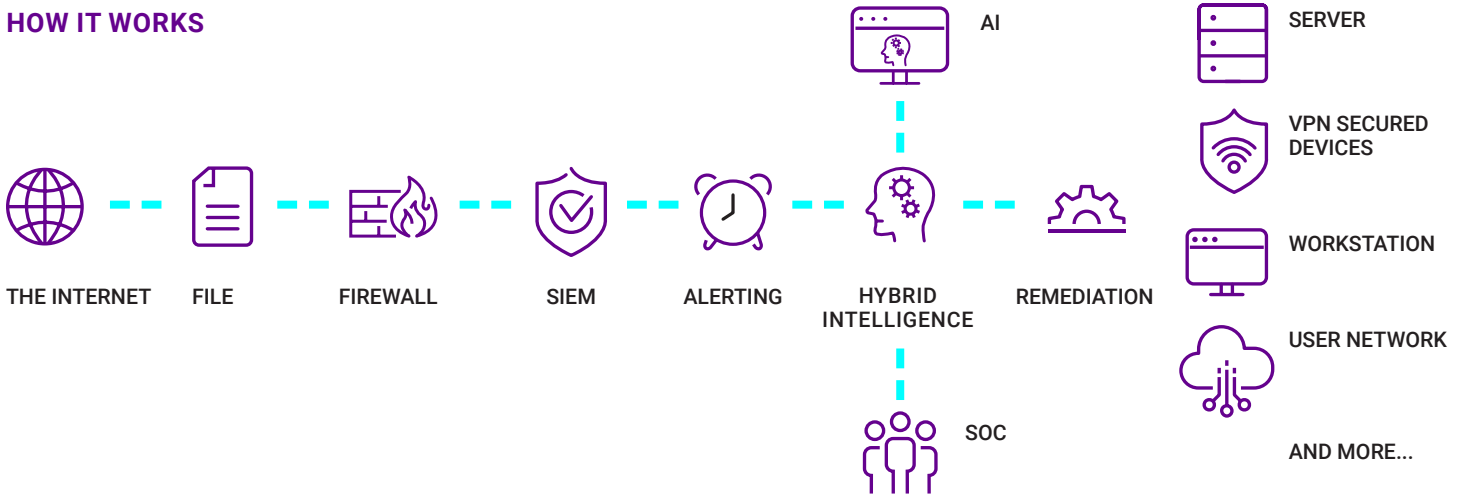 HOW IT WORKS
AI
SERVER
VPN SECURED
DEVICES
WORKSTATION
THE INTERNET
FILE
FIREWALL
SIEM
ALERTING
HYBRID
INTELLIGENCE
REMEDIATION
USER NETWORK
SOC
AND MORE...